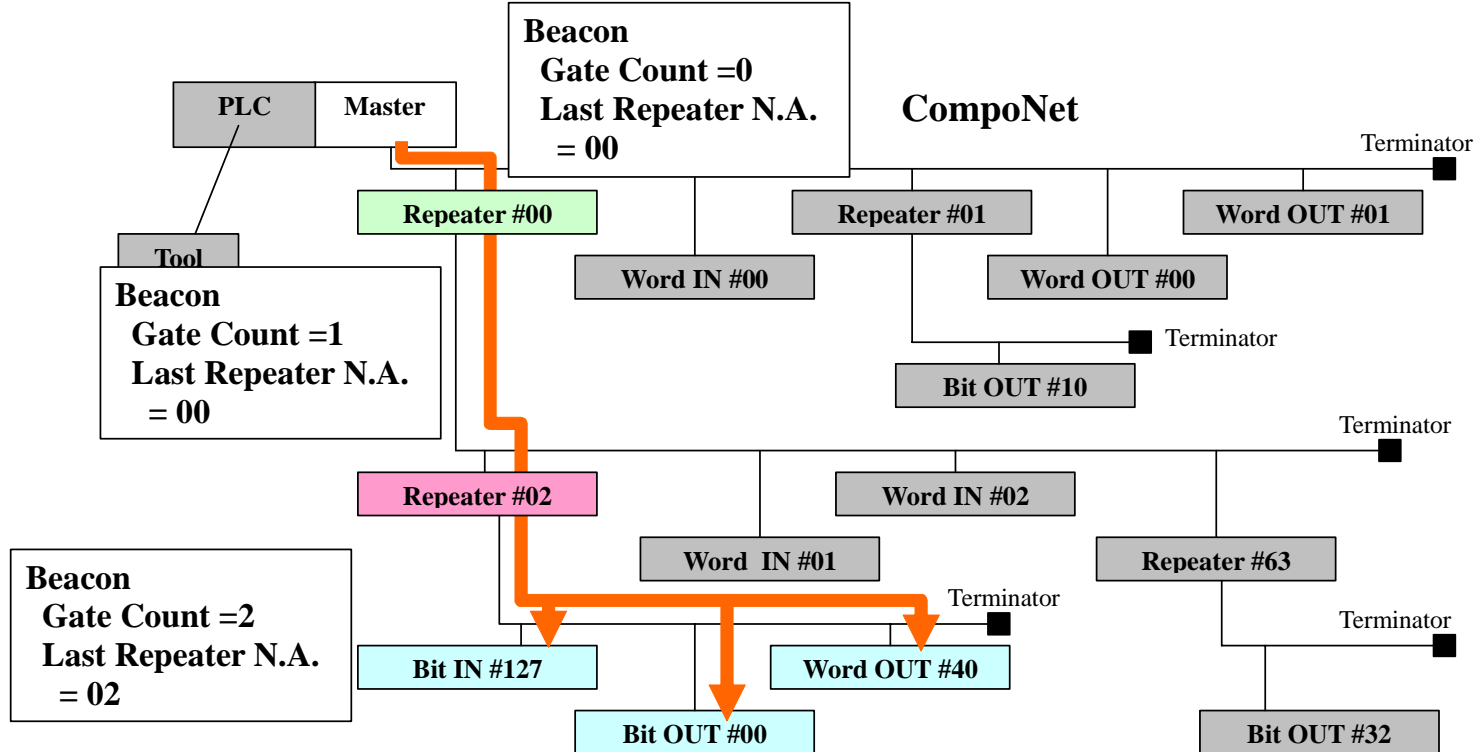 Beacon
Gate Count =0
Last Repeater N.A.
= 00
PLC
Master
CompoNet
Terminator
Repeater #00
Repeater #01
Word OUT #01
Tool
Word IN #00
Word OUT #00
Beacon
Gate Count =1
Last Repeater N.A.
= 00
Terminator
Bit OUT #10
Terminator
Repeater #02
Word IN #02
Word  IN #01
Repeater #63
Beacon
Gate Count =2
Last Repeater N.A.
= 02
Terminator
Terminator
Bit IN #127
Word OUT #40
Bit OUT #00
Bit OUT #32